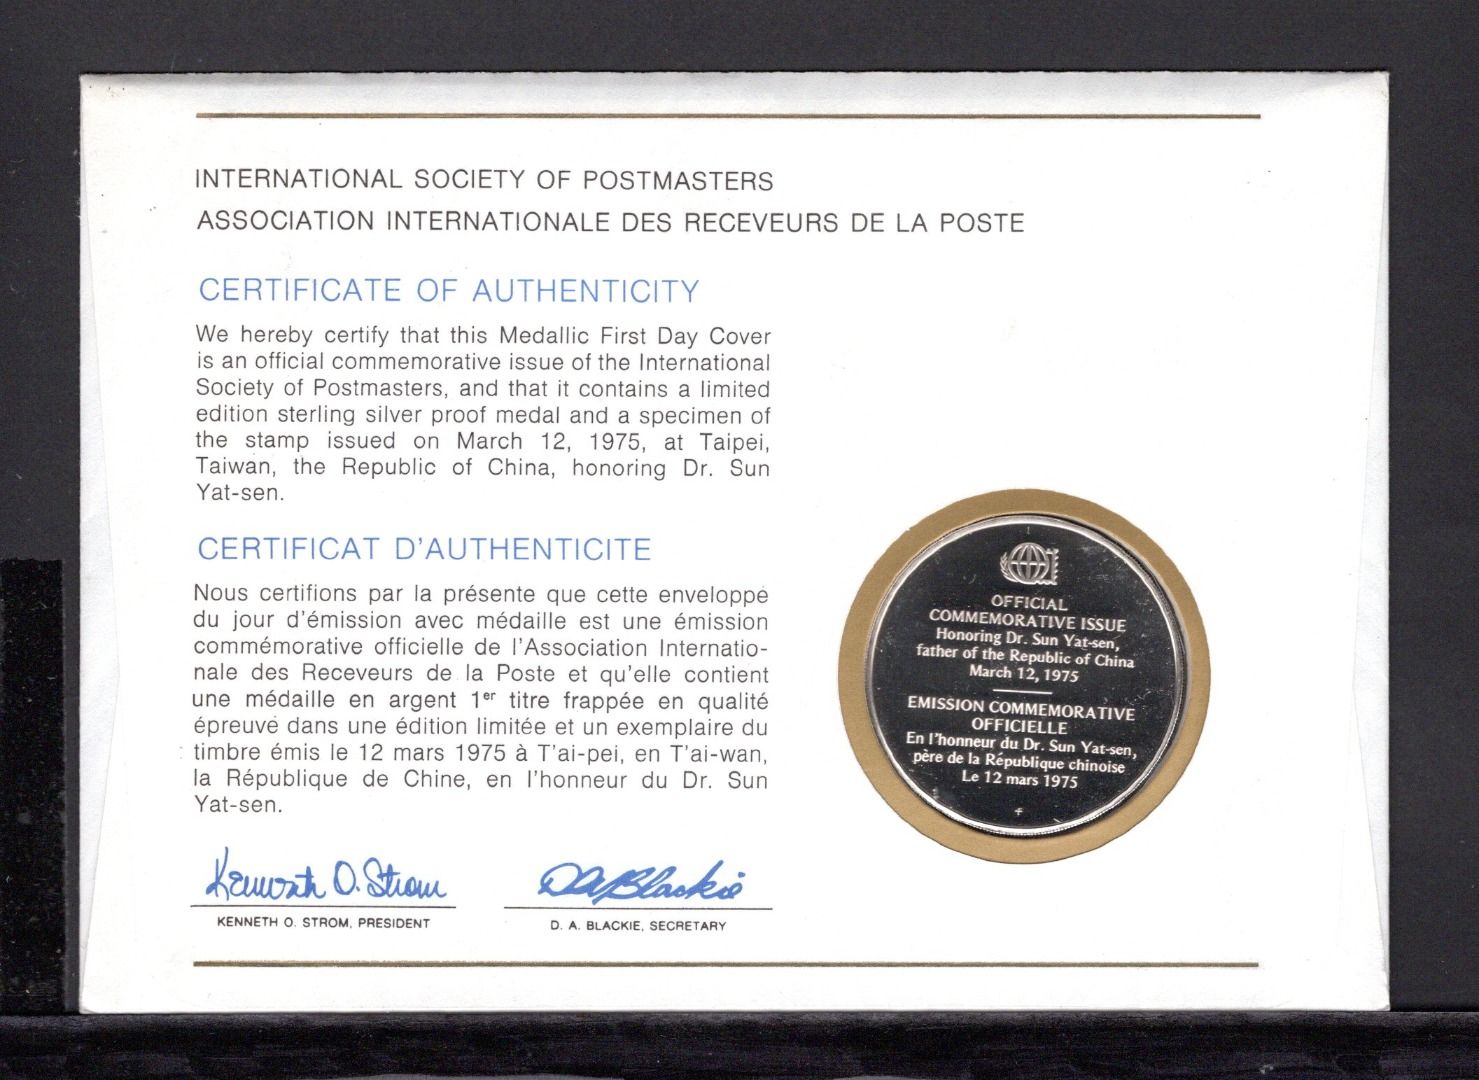 INTERNATIONAL SOCIETY OF POSTMASTERS
ASSOCIATION INTERNATIONALE DES RECEVEURS DE LA POSTE
CERTIFICATE OF AUTHENTICITY
We hereby certify that this Medallic First Day Cover
is an official commemorative issue of the International
Society of Postmasters, and that it contains a limited
edition sterling silver proof medal and a specimen of
the stamp issued on March 12, 1975, at Taipei,
Taiwan, the Republic of China, honoring Dr. Sun
Yat-sen.
CERTIFICAT D'AUTHENTICITE
Nous certifions par la présente que cette enveloppe
du jour d'émission avec médaille est une émission
commémorative officielle de l'Association Internatio-
nale des Receveurs de la Poste et qu'elle contient
une médaille en argent 1er titre frappée en qualité
épreuve dans une édition limitée et un exemplaire du
timbre émis le 12 mars 1975 à T'ai-pei, en T'ai-wan,
la République de Chine, en l'honneur du Dr. Sun
Yat-sen.
Kenneth O. Strom
KENNETH O. STROM, PRESIDENT
D A Blackie
D. A. BLACKIE, SECRETARY
OFFICIAL
COMMEMORATIVE ISSUE
Honoring Dr. Sun Yat-sen,
father of the Republic of China
March 12, 1975
EMISSION COMMEMORATIVE
OFFICIELLE
En l'honneur du Dr. Sun Yat-sen,
père de la République chinoise
Le 12 mars 1975